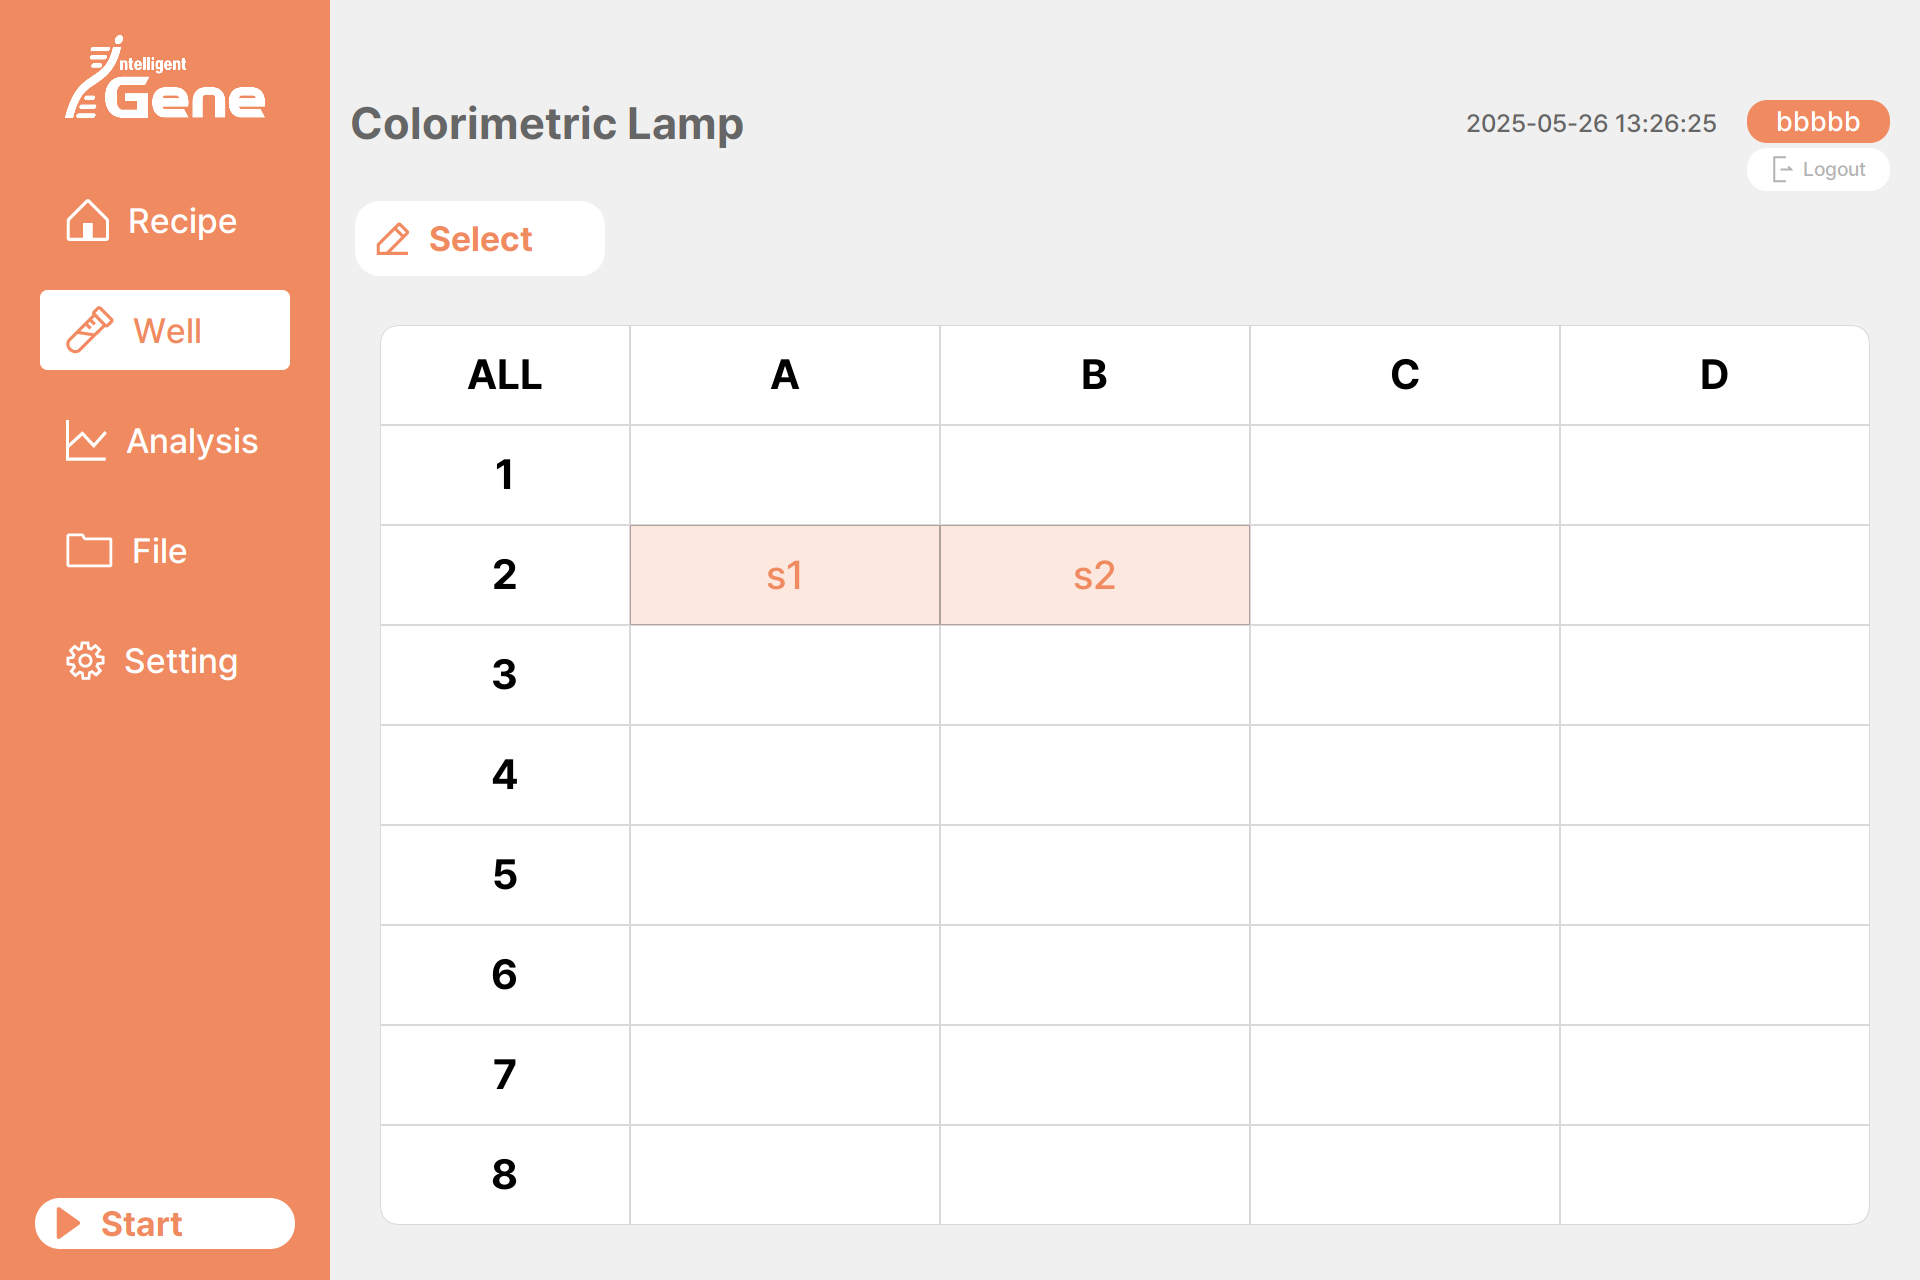 intelligent
Gene
Colorimetric Lamp
2025-05-26 13:26:25
bbbbb
Logout
Recipe
Select
Well
Analysis
File
Setting
Start
ALL A B C D
1
2 s1 s2
3
4
5
6
7
8